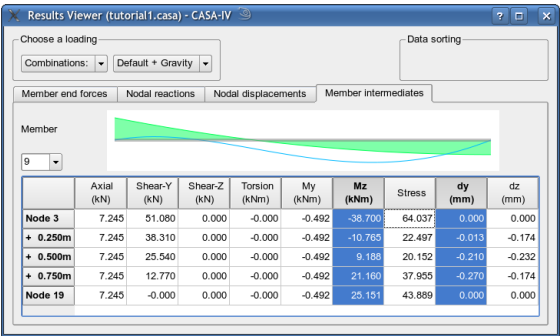 Results Viewer (tutorial1.casa) - CASA-IV
Choose a loading
Data sorting
Combinations: Default + Gravity
Member end forces Nodal reactions Nodal displacements Member intermediates
Member
9
Axial (kN) Shear-Y (kN) Shear-Z (kN) Torsion (kNm) My (kNm) Mz (kNm) Stress dy (mm) dz (mm)
Node 3 7.245 51.080 0.000 -0.000 -0.492 -38.700 64.037 0.000 0.000
+ 0.250m 7.245 38.310 0.000 -0.000 -0.492 -10.765 22.497 -0.013 -0.174
+ 0.500m 7.245 25.540 0.000 -0.000 -0.492 9.188 20.152 -0.210 -0.232
+ 0.750m 7.245 12.770 0.000 -0.000 -0.492 21.160 37.955 -0.270 -0.174
Node 19 7.245 -0.000 0.000 -0.000 -0.492 25.151 43.889 0.000 0.000